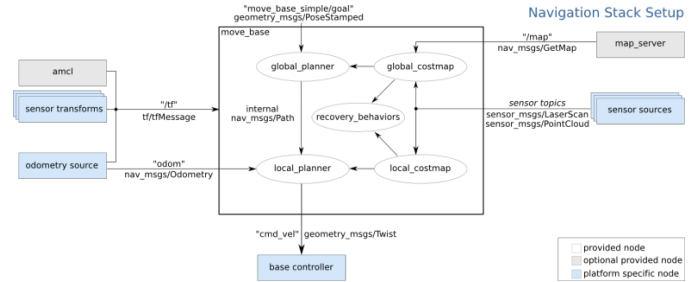 Navigation Stack Setup
"move_base_simple/goal"
geometry_msgs/PoseStamped
move_base
"/map"
nav_msgs/GetMap
map_server
amcl
global_planner
global_costmap
sensor transforms
"/tf"
tf/tfMessage
internal
nav_msgs/Path
recovery_behaviors
sensor topics
sensor_msgs/LaserScan
sensor_msgs/PointCloud
sensor sources
odometry source
"odom"
nav_msgs/Odometry
local_planner
local_costmap
"cmd_vel" geometry_msgs/Twist
base controller
provided node
optional provided node
platform specific node